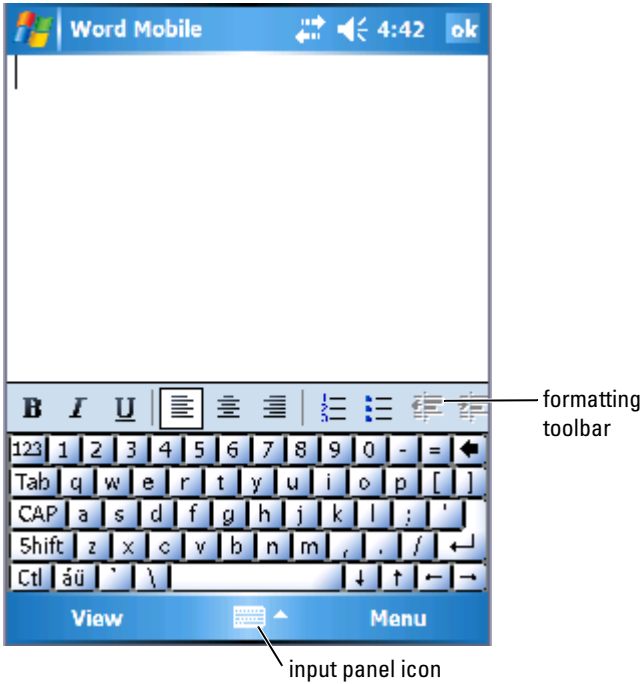 Word Mobile 4:42 ok
B I U
formatting
toolbar
123 1 2 3 4 5 6 7 8 9 0 - =
Tab q w e r t y u i o p [ ]
CAP a s d f g h j k l ; '
Shift z x c v b n m , . /
Ctl áü ` \
View Menu
input panel icon